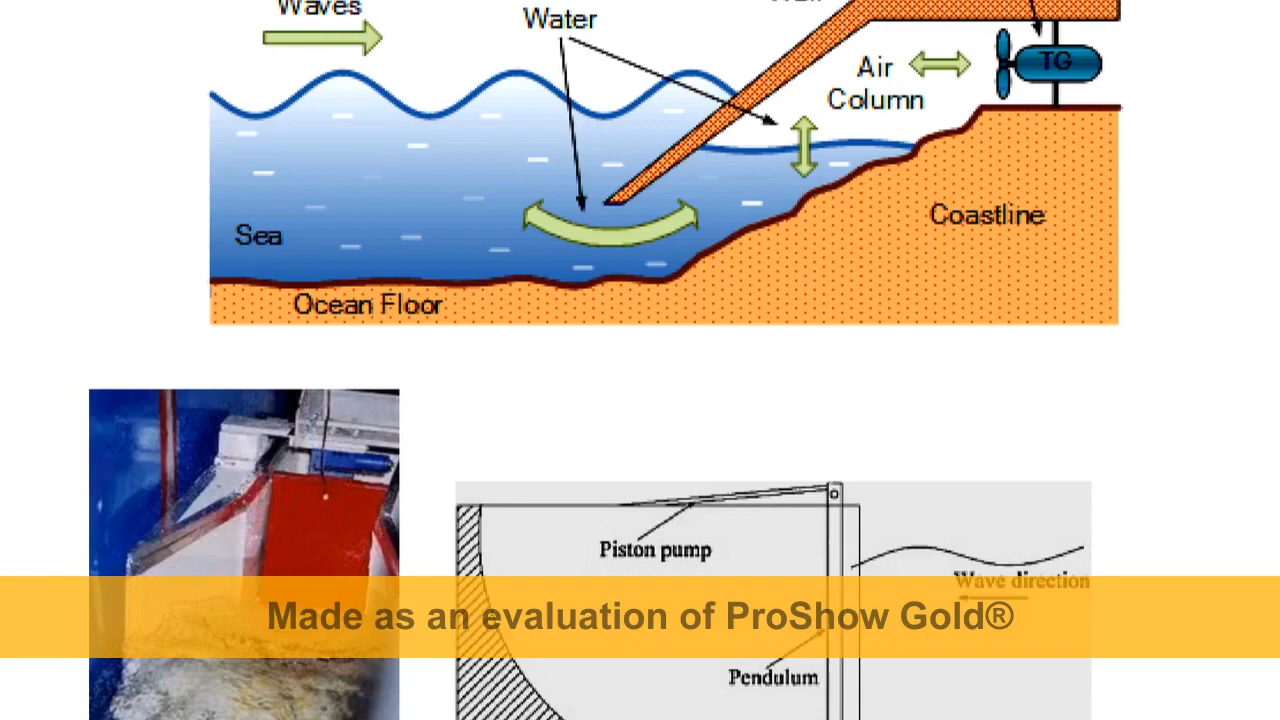 Waves
Water
Wall
Air
Column
TG
Sea
Coastline
Ocean Floor
Piston pump
Wave direction
Made as an evaluation of ProShow Gold®
Pendulum